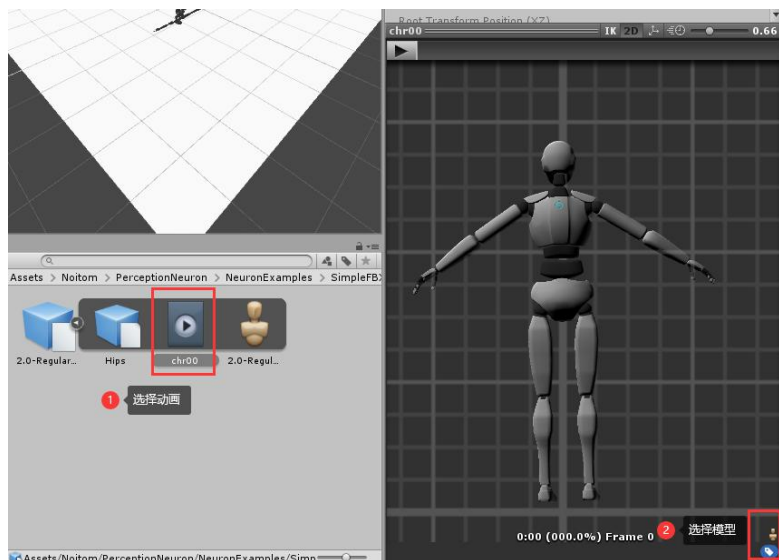 Root Transform Position (XZ)
chr00
IK 2D
0.66
Assets > Noitom > PerceptionNeuron > NeuronExamples > SimpleFBX
2.0-Regular...
Hips
chr00
2.0-Regul...
1 选择动画
2 选择模型
0:00 (000.0%) Frame 0
Assets/Noitom/PerceptionNeuron/NeuronExamples/Simp